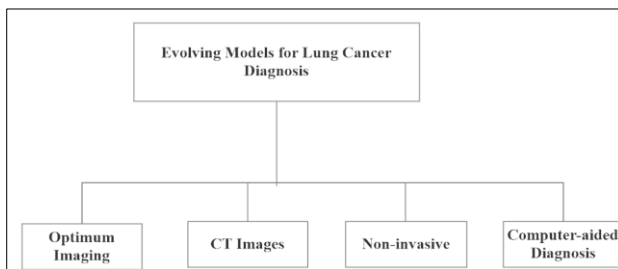 Evolving Models for Lung Cancer
Diagnosis
Optimum
Imaging
CT Images
Non-invasive
Computer-aided
Diagnosis